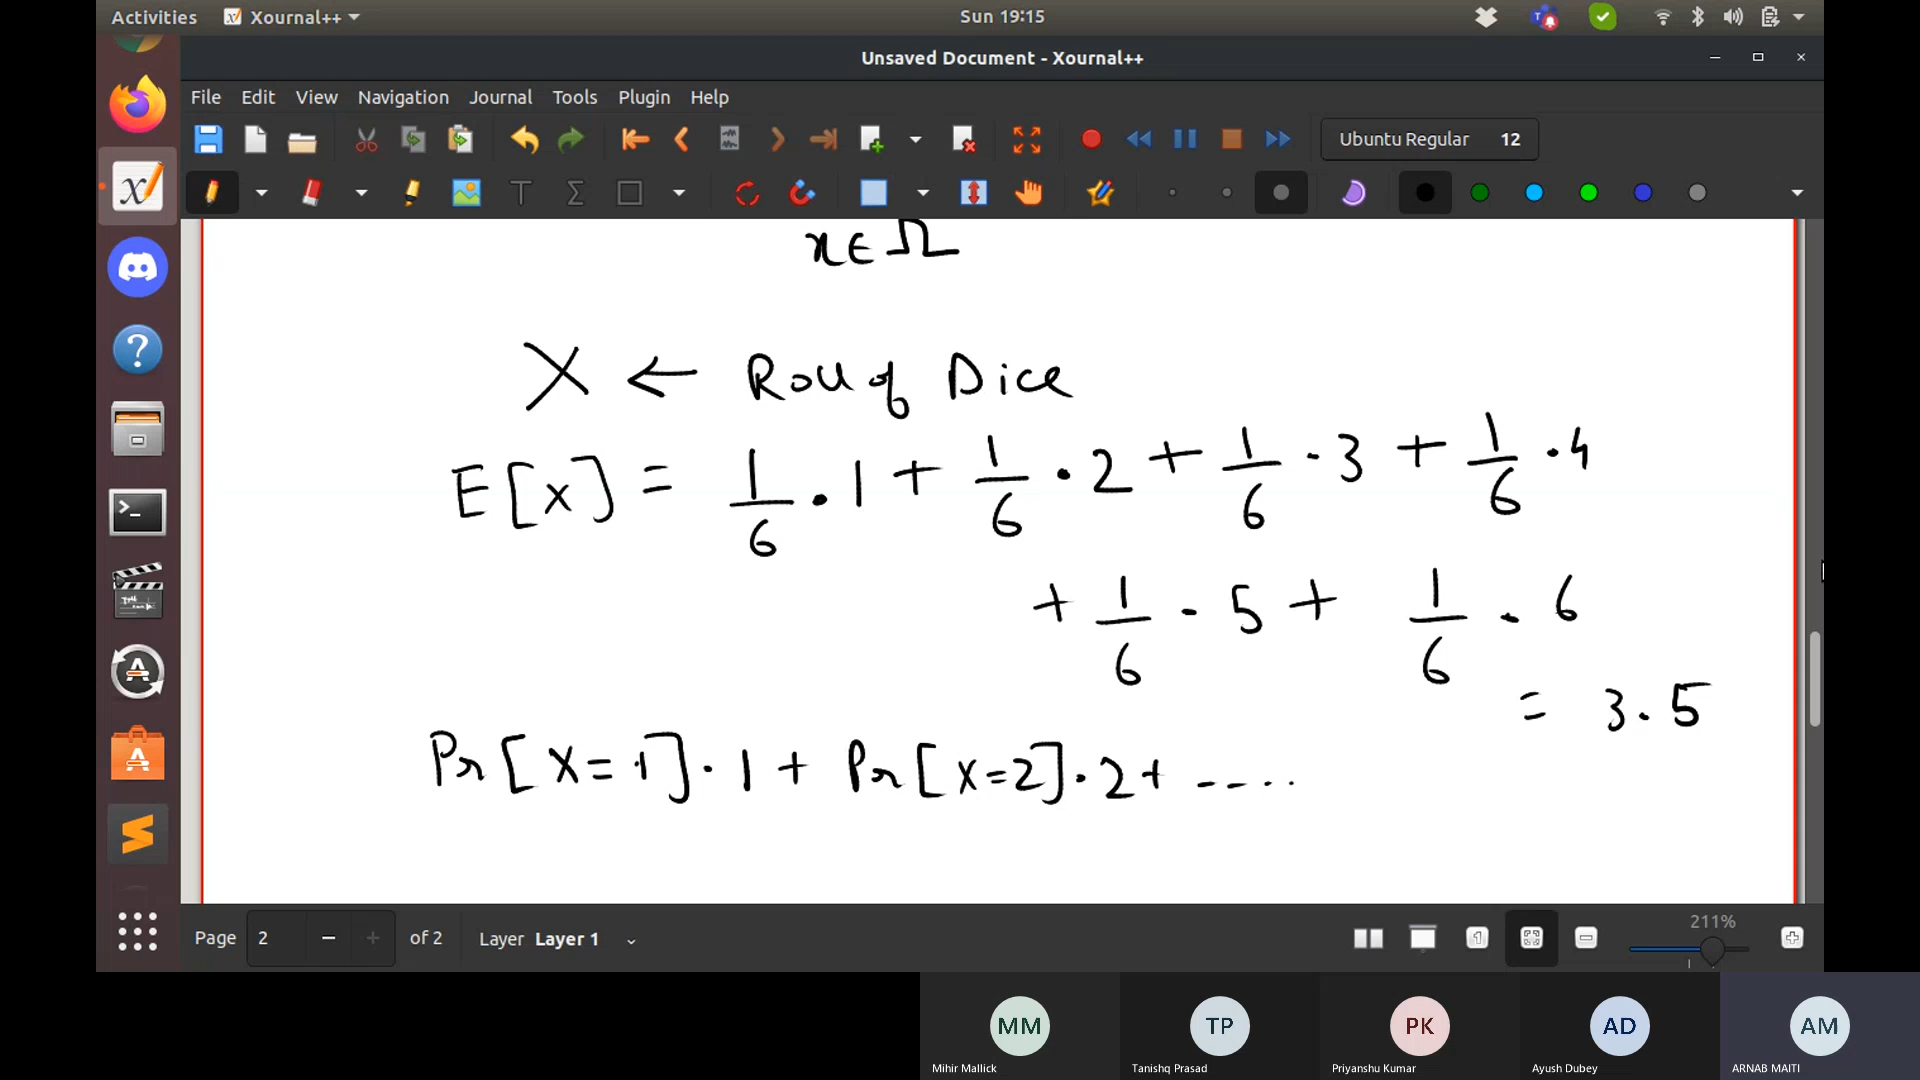 Activities Xournal++ Sun 19:15
Unsaved Document - Xournal++
File Edit View Navigation Journal Tools Plugin Help
Ubuntu Regular 12
x ∈ Ω
X ← Roll of Dice
E[x] = 1/6 · 1 + 1/6 · 2 + 1/6 · 3 + 1/6 · 4
+ 1/6 · 5 + 1/6 · 6
= 3.5
Pr[X=1] · 1 + Pr[X=2] · 2 + ----··
Page 2 of 2 Layer Layer 1 211%
MM TP PK AD AM
Mihir Mallick Tanishq Prasad Priyanshu Kumar Ayush Dubey ARNAB MAITI